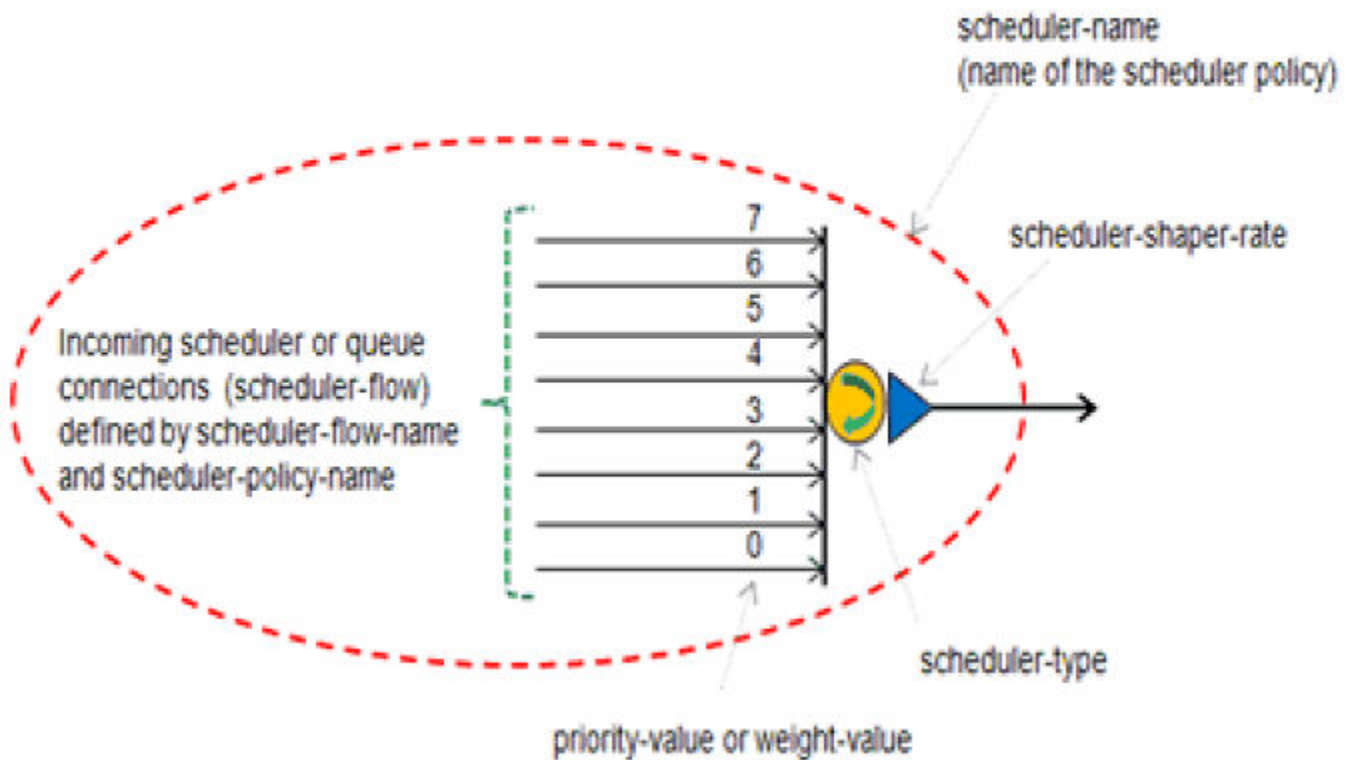 scheduler-name
(name of the scheduler policy)
scheduler-shaper-rate
7
6
5
4
3
2
1
0
Incoming scheduler or queue
connections (scheduler-flow)
defined by scheduler-flow-name
and scheduler-policy-name
scheduler-type
priority-value or weight-value